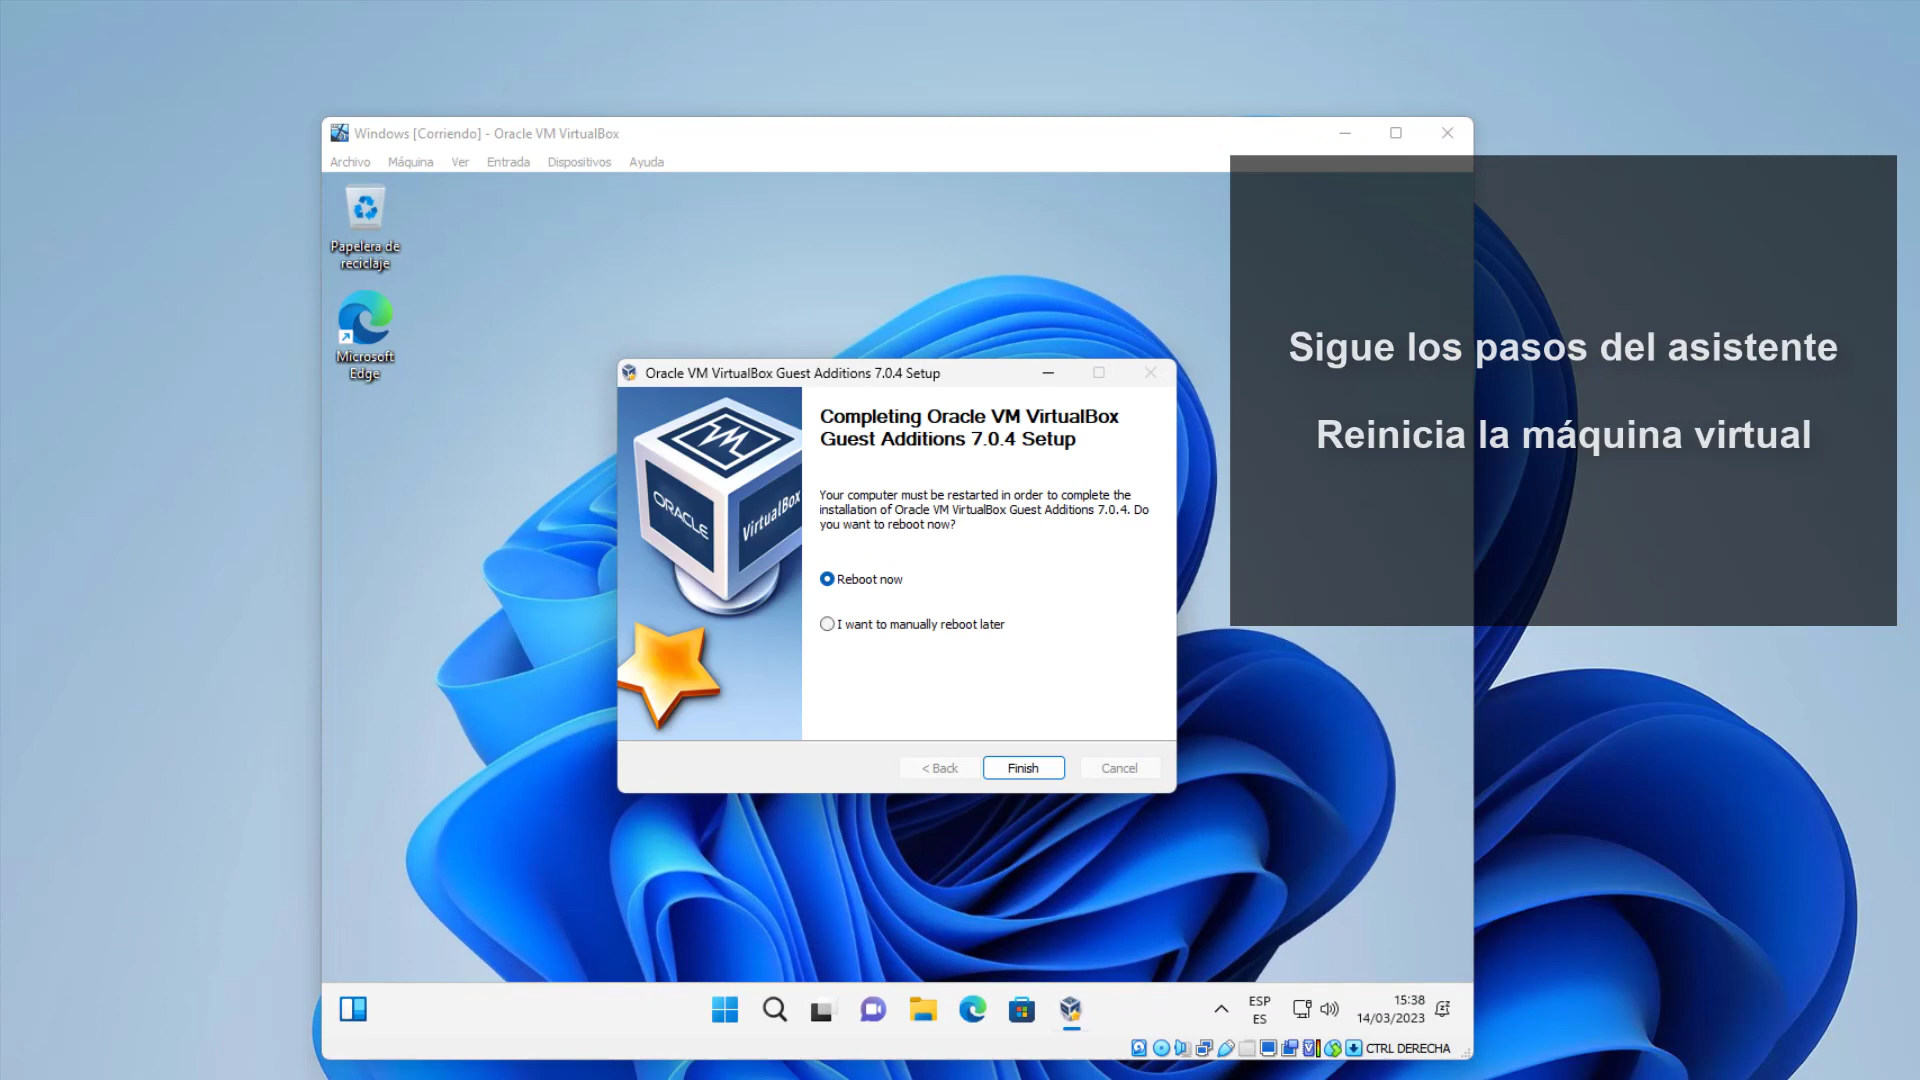 Windows [Corriendo] - Oracle VM VirtualBox
Archivo Máquina Ver Entrada Dispositivos Ayuda
Papelera de
reciclaje
Microsoft
Edge
Sigue los pasos del asistente
Reinicia la máquina virtual
Oracle VM VirtualBox Guest Additions 7.0.4 Setup
ORACLE
VirtualBox
Completing Oracle VM VirtualBox
Guest Additions 7.0.4 Setup
Your computer must be restarted in order to complete the
installation of Oracle VM VirtualBox Guest Additions 7.0.4. Do
you want to reboot now?
Reboot now
I want to manually reboot later
< Back Finish Cancel
ESP
ES
15:38
14/03/2023
CTRL DERECHA